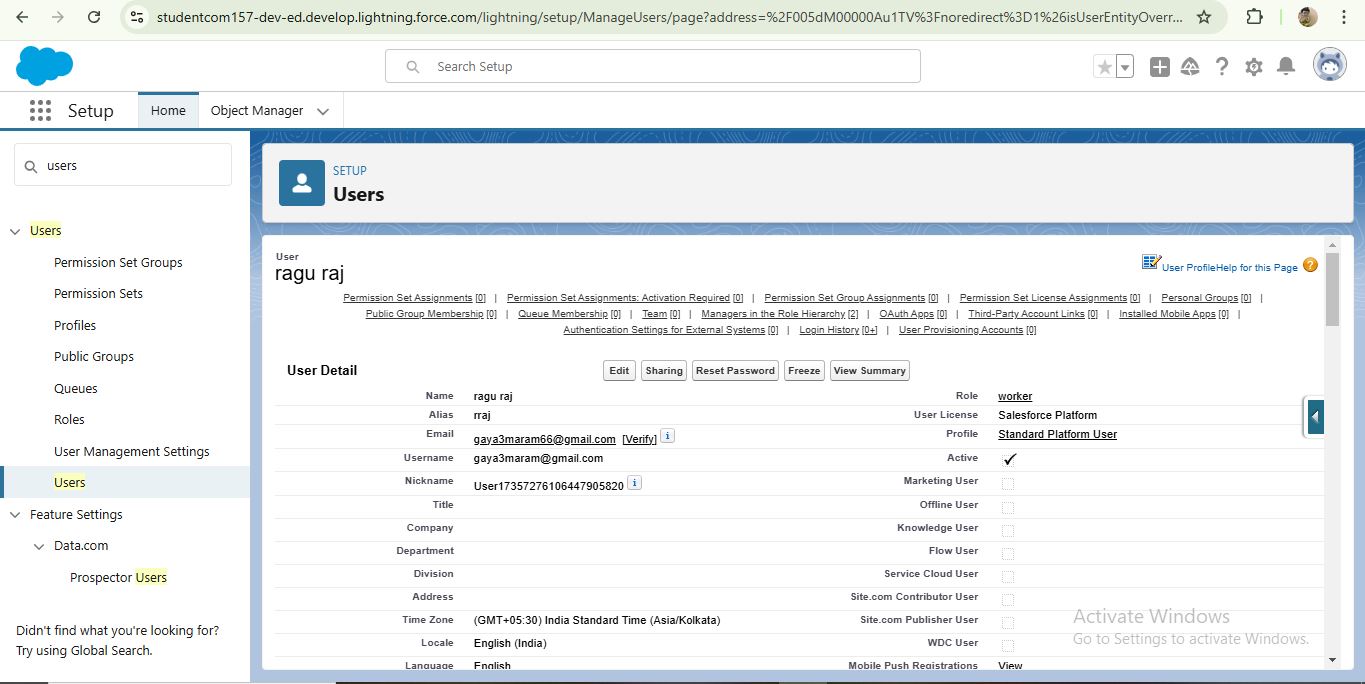 studentcom157-dev-ed.develop.lightning.force.com/lightning/setup/ManageUsers/page?address=%2F005dM00000Au1TV%3Fnoredirect%3D1%26isUserEntityOverr...
Search Setup
Setup
Home
Object Manager
users
Users
Permission Set Groups
Permission Sets
Profiles
Public Groups
Queues
Roles
User Management Settings
Users
Feature Settings
Data.com
Prospector Users
Didn't find what you're looking for?
Try using Global Search.
SETUP
Users
User
ragu raj
User Profile Help for this Page ?
Permission Set Assignments [0] | Permission Set Assignments: Activation Required [0] | Permission Set Group Assignments [0] | Permission Set License Assignments [0] | Personal Groups [0] |
Public Group Membership [0] | Queue Membership [0] | Team [0] | Managers in the Role Hierarchy [2] | OAuth Apps [0] | Third-Party Account Links [0] | Installed Mobile Apps [0] |
Authentication Settings for External Systems [0] | Login History [0+] | User Provisioning Accounts [0]
User Detail
Edit Sharing Reset Password Freeze View Summary
Name ragu raj Role worker
Alias rraj User License Salesforce Platform
Email gaya3maram66@gmail.com [Verify] i Profile Standard Platform User
Username gaya3maram@gmail.com Active
Nickname User17357276106447905820 i Marketing User
Title Offline User
Company Knowledge User
Department Flow User
Division Service Cloud User
Address Site.com Contributor User
Time Zone (GMT+05:30) India Standard Time (Asia/Kolkata) Site.com Publisher User
Locale English (India) WDC User
Language English Mobile Push Registrations View
Activate Windows
Go to Settings to activate Windows.